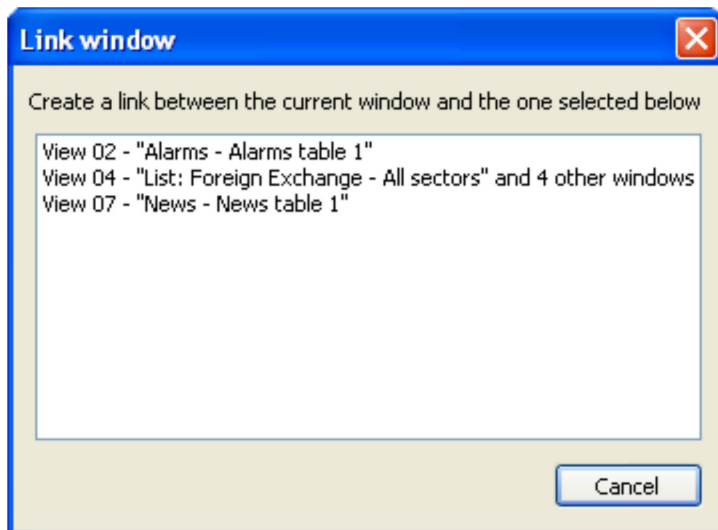 Link window
Create a link between the current window and the one selected below
View 02 - "Alarms - Alarms table 1"
View 04 - "List: Foreign Exchange - All sectors" and 4 other windows
View 07 - "News - News table 1"
Cancel